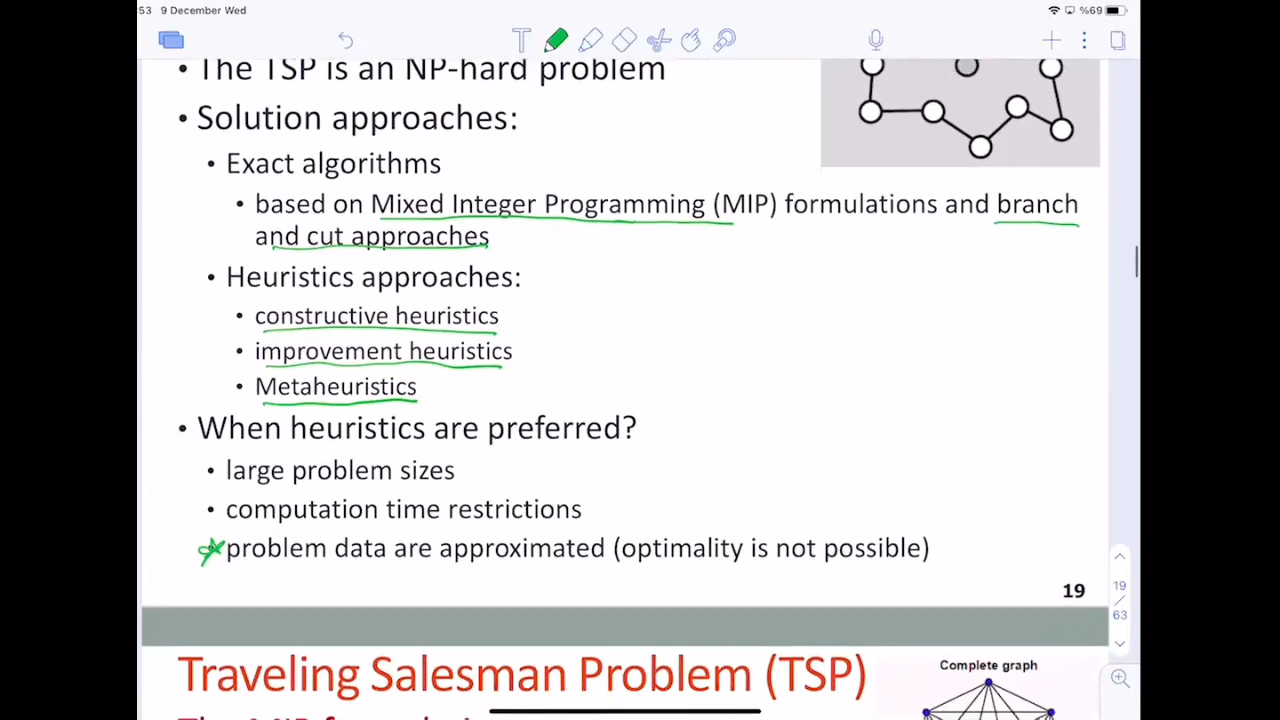 53 9 December Wed %69
• The TSP is an NP-hard problem
• Solution approaches:
• Exact algorithms
• based on Mixed Integer Programming (MIP) formulations and branch
and cut approaches
• Heuristics approaches:
• constructive heuristics
• improvement heuristics
• Metaheuristics
• When heuristics are preferred?
• large problem sizes
• computation time restrictions
problem data are approximated (optimality is not possible)
19
19
/
63
Traveling Salesman Problem (TSP)
Complete graph